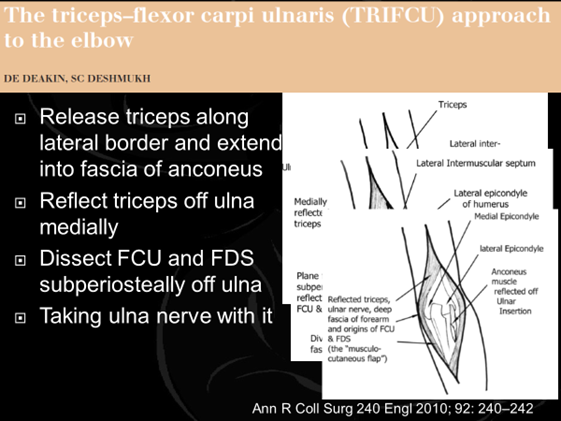 The triceps–flexor carpi ulnaris (TRIFCU) approach
to the elbow
DE DEAKIN, SC DESHMUKH
Release triceps along
lateral border and extend
into fascia of anconeus
Reflect triceps off ulna
medially
Dissect FCU and FDS
subperiosteally off ulna
Taking ulna nerve with it
Triceps
Lateral inter-
Ul
Lateral Intermuscular septum
Medially
reflecte
triceps
Lateral epicondyle
of humerus
Medial Epicondyle
lateral Epicondyle
Anconeus
muscle
reflected off
Ulnar
Insertion
Plane
subpe
reflect
FCU &
Div
fas
Reflected triceps,
ulnar nerve, deep
fascia of forearm
and origins of FCU
& FDS
(the "musculo-
cutaneous flap")
Ann R Coll Surg 240 Engl 2010; 92: 240–242